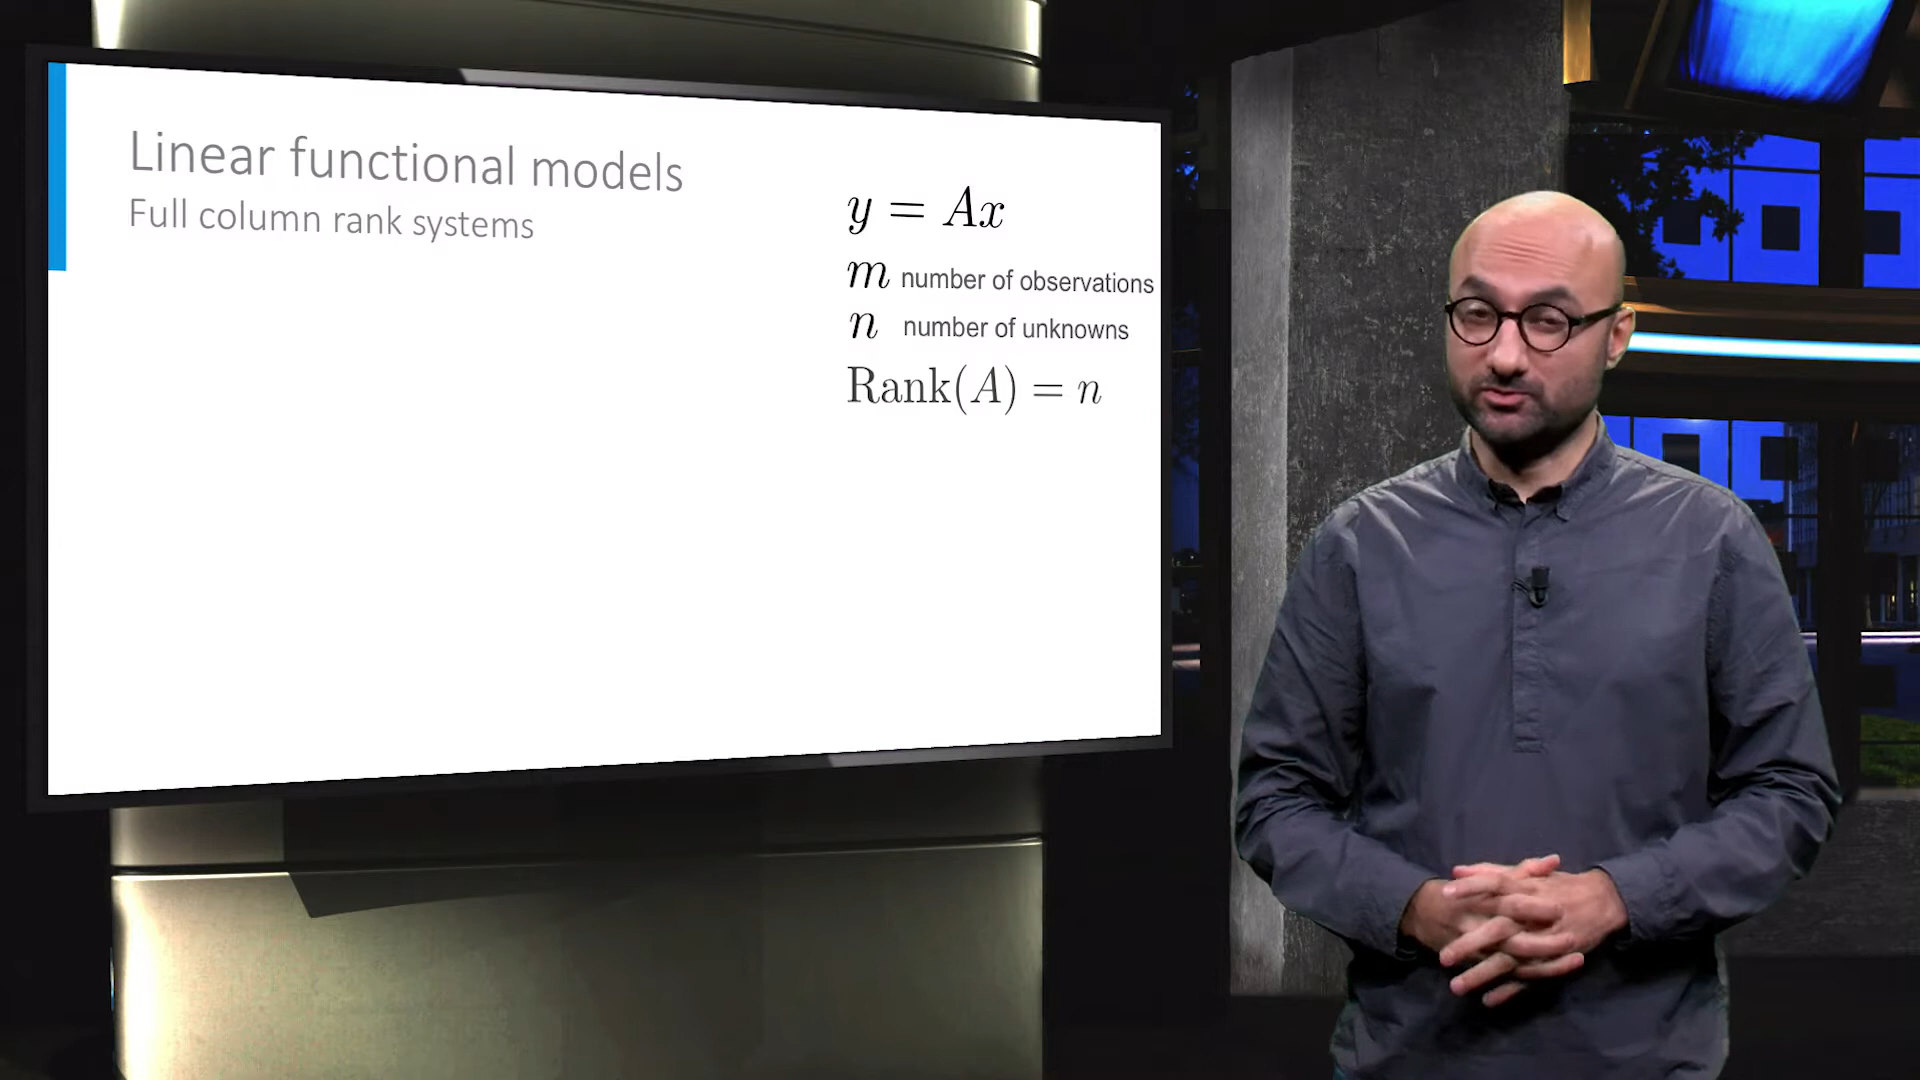 Linear functional models
Full column rank systems
y = Ax
m number of observations
n number of unknowns
Rank(A) = n